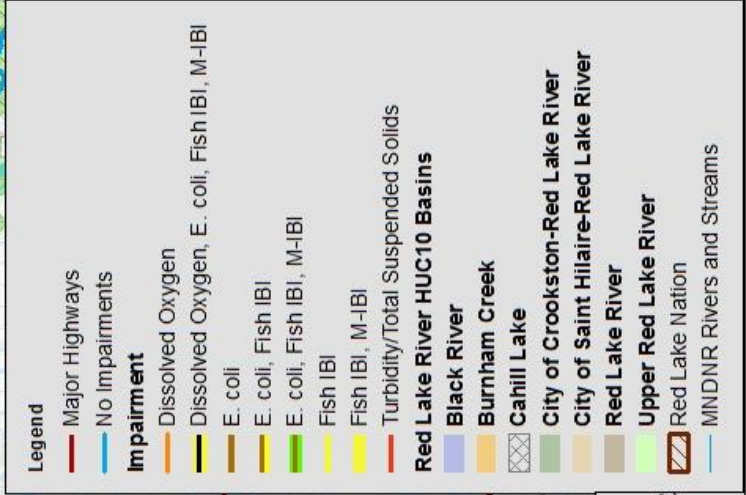 Legend
Major Highways
No Impairments
Impairment
Dissolved Oxygen
Dissolved Oxygen, E. coli, Fish IBI, M-IBI
E. coli
E. coli, Fish IBI
E. coli, Fish IBI, M-IBI
Fish IBI
Fish IBI, M-IBI
Turbidity/Total Suspended Solids
Red Lake River HUC10 Basins
Black River
Burnham Creek
Cahill Lake
City of Crookston-Red Lake River
City of Saint Hilaire-Red Lake River
Red Lake River
Upper Red Lake River
Red Lake Nation
MNDNR Rivers and Streams